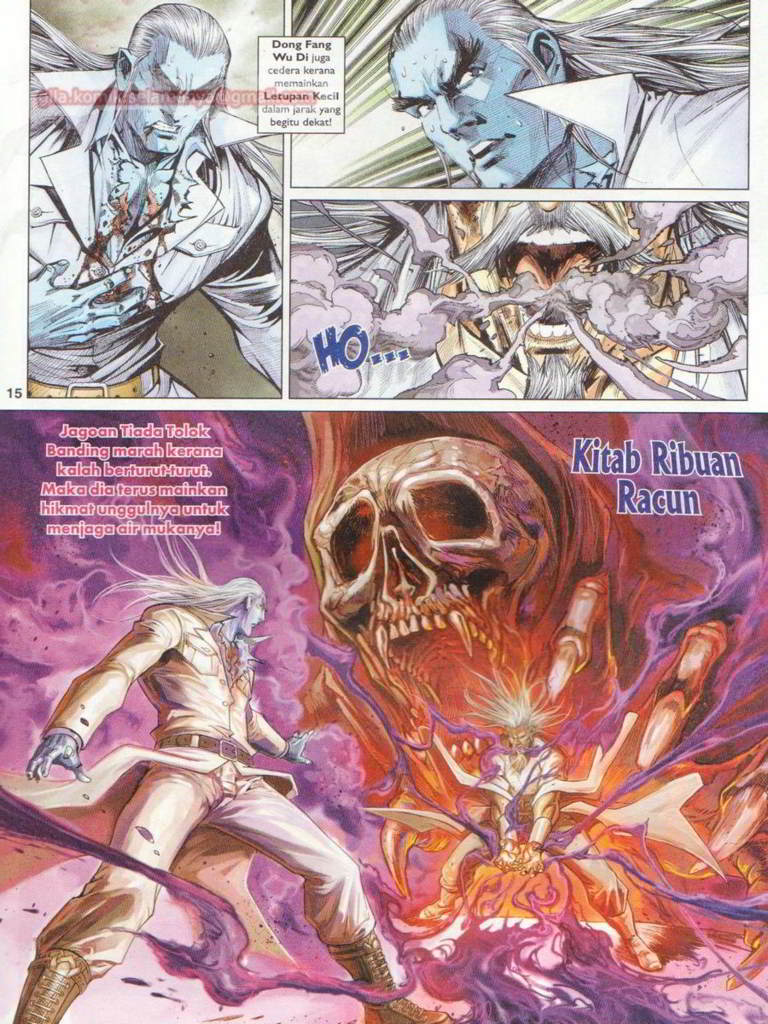 Dong Fang
Wu Di juga
cedera kerana
memainkan
Letupan Kecil
dalam jarak yang
begitu dekat!
HO...
15
Jagoan Tiada Tolok
Banding marah kerana
kalah berturut-turut.
Maka dia terus mainkan
hikmat unggulnya untuk
menjaga air mukanya!
Kitab Ribuan
Racun